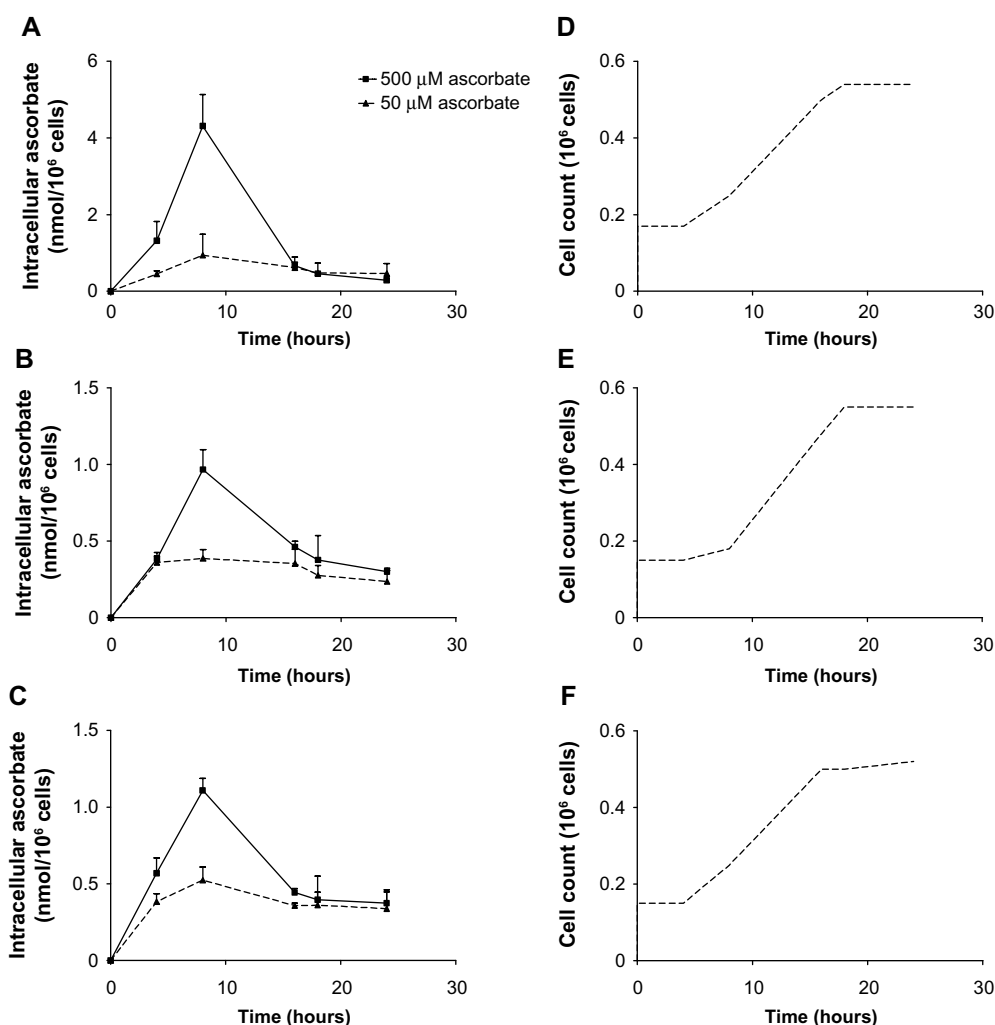 A
Intracellular ascorbate
(nmol/10⁶ cells)
6
4
2
0
500 μM ascorbate
50 μM ascorbate
0 10 20 30
Time (hours)
D
Cell count (10⁶ cells)
0.6
0.4
0.2
0
0 10 20 30
Time (hours)
B
Intracellular ascorbate
(nmol/10⁶ cells)
1.5
1.0
0.5
0
0 10 20 30
Time (hours)
E
Cell count (10⁶ cells)
0.6
0.4
0.2
0
0 10 20 30
Time (hours)
C
Intracellular ascorbate
(nmol/10⁶ cells)
1.5
1.0
0.5
0
0 10 20 30
Time (hours)
F
Cell count (10⁶ cells)
0.6
0.4
0.2
0
0 10 20 30
Time (hours)